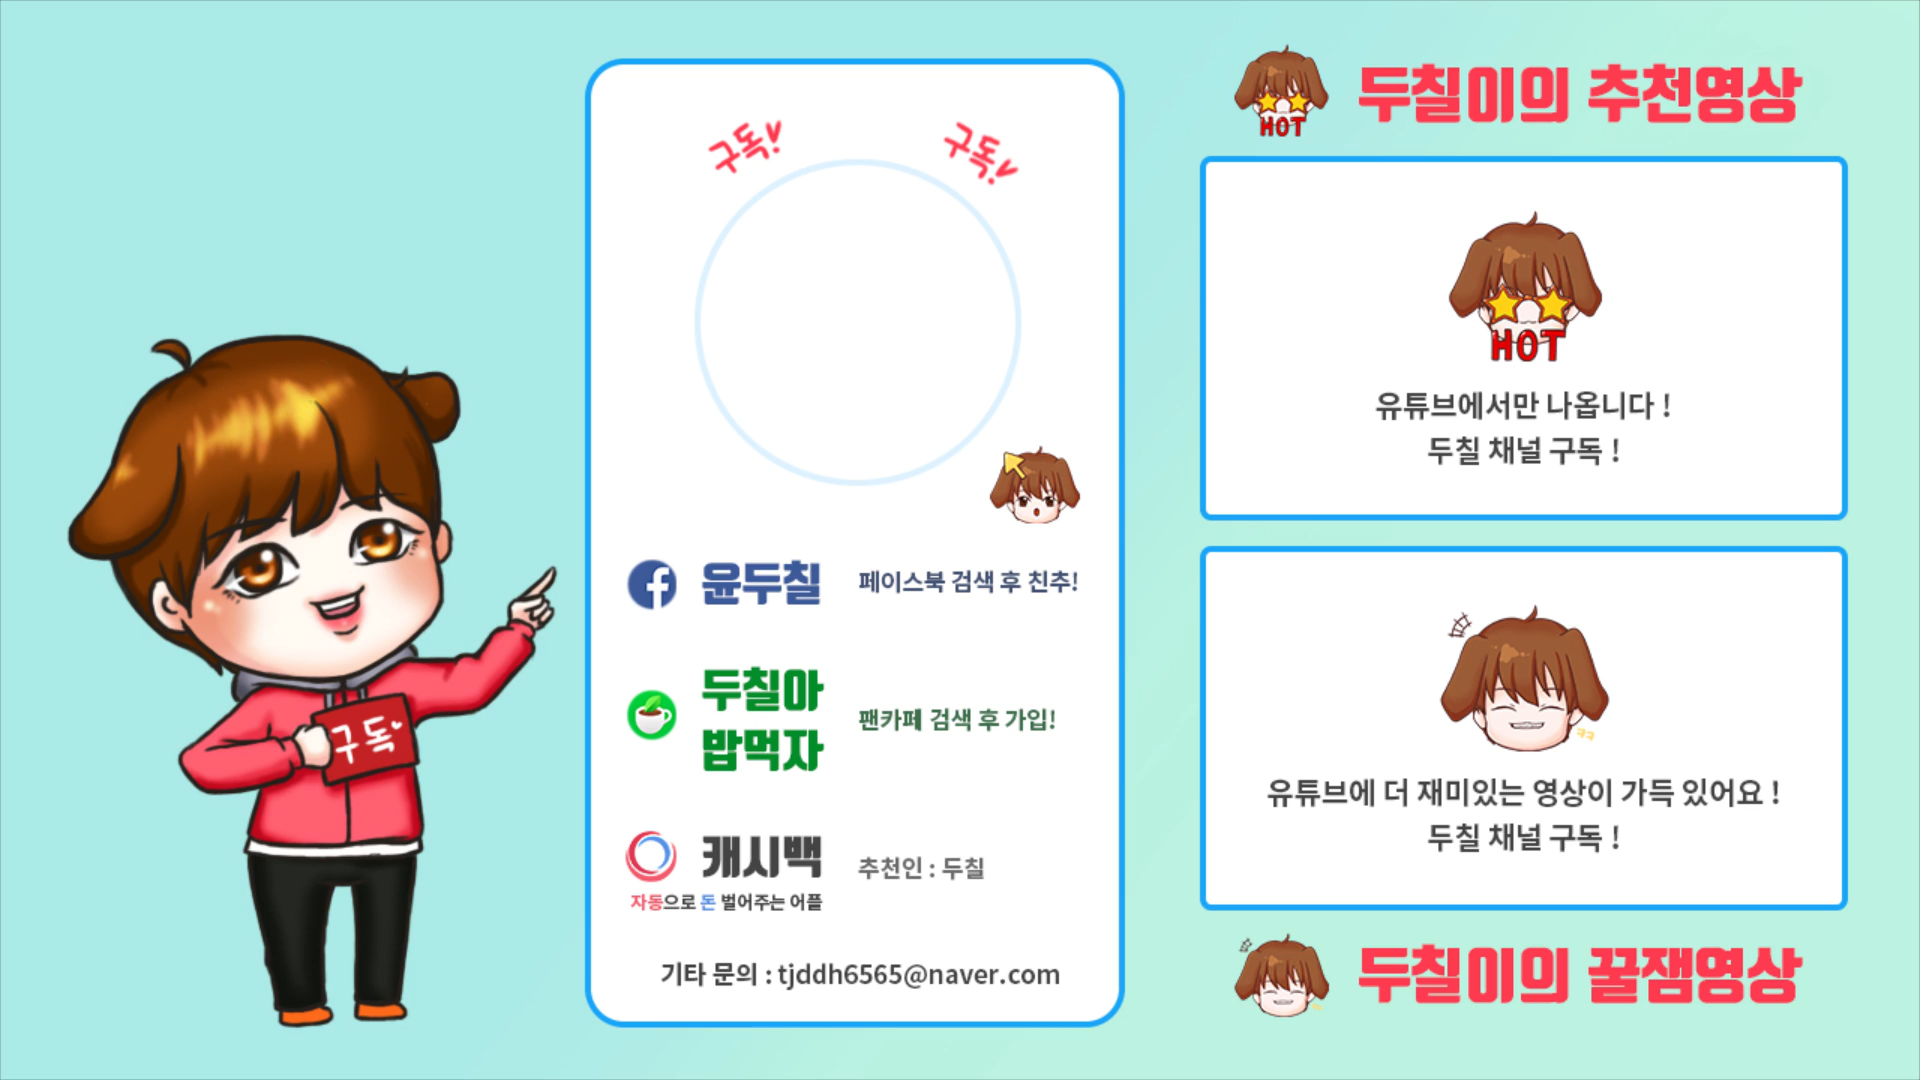 구독
구독!
구독!
윤두칠
페이스북 검색 후 친추!
두칠아
밥먹자
팬카페 검색 후 가입!
캐시백
추천인 : 두칠
자동으로 돈 벌어주는 어플
기타 문의 : tjddh6565@naver.com
HOT
두칠이의 추천영상
HOT
유튜브에서만 나옵니다 !
두칠 채널 구독 !
ㅋㅋ
유튜브에 더 재미있는 영상이 가득 있어요 !
두칠 채널 구독 !
두칠이의 꿀잼영상